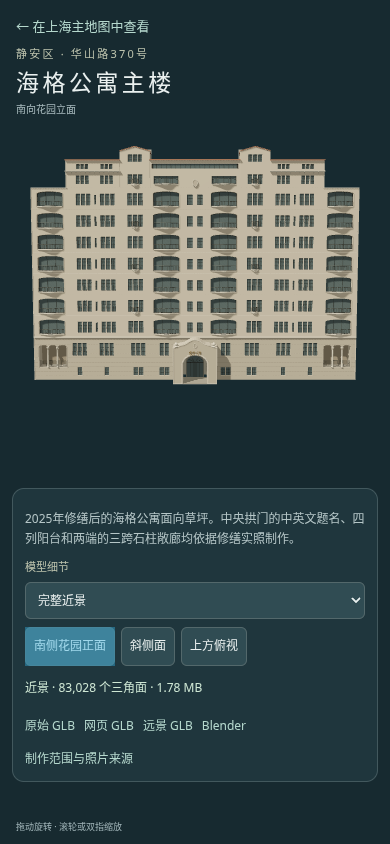 ← 在上海主地图中查看
静安区 · 华山路370号
海格公寓主楼
南向花园立面
2025年修缮后的海格公寓面向草坪。中央拱门的中英文题名、四
列阳台和两端的三跨石柱敞廊均依据修缮实照制作。
模型细节
完整近景
南侧花园正面 斜侧面 上方俯视
近景 · 83,028 个三角面 · 1.78 MB
原始 GLB 网页 GLB 远景 GLB Blender
制作范围与照片来源
拖动旋转 · 滚轮或双指缩放